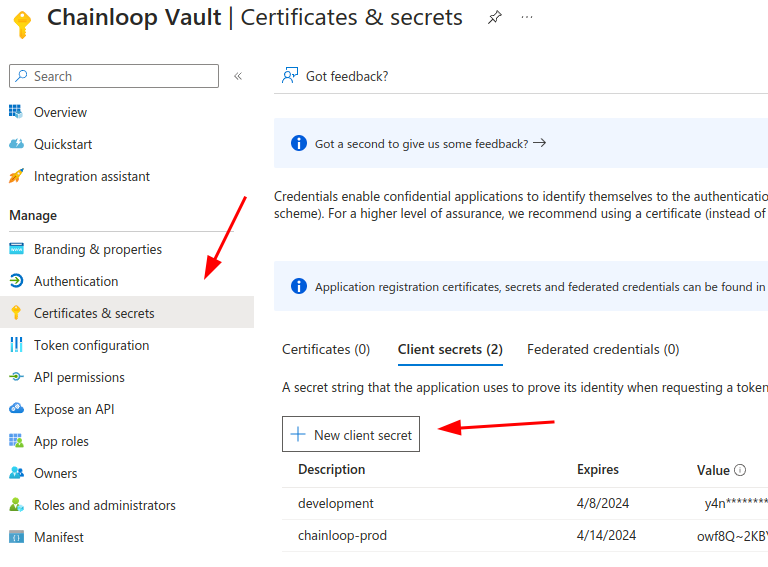 Chainloop Vault | Certificates & secrets ...
Search «
Overview
Quickstart
Integration assistant
Manage
Branding & properties
Authentication
Certificates & secrets
Token configuration
API permissions
Expose an API
App roles
Owners
Roles and administrators
Manifest
Got feedback?
Got a second to give us some feedback? →
Credentials enable confidential applications to identify themselves to the authenticatio
scheme). For a higher level of assurance, we recommend using a certificate (instead of
Application registration certificates, secrets and federated credentials can be found in
Certificates (0) Client secrets (2) Federated credentials (0)
A secret string that the application uses to prove its identity when requesting a token
+ New client secret
Description Expires Value
development 4/8/2024 y4n********
chainloop-prod 4/14/2024 owf8Q~2KBY